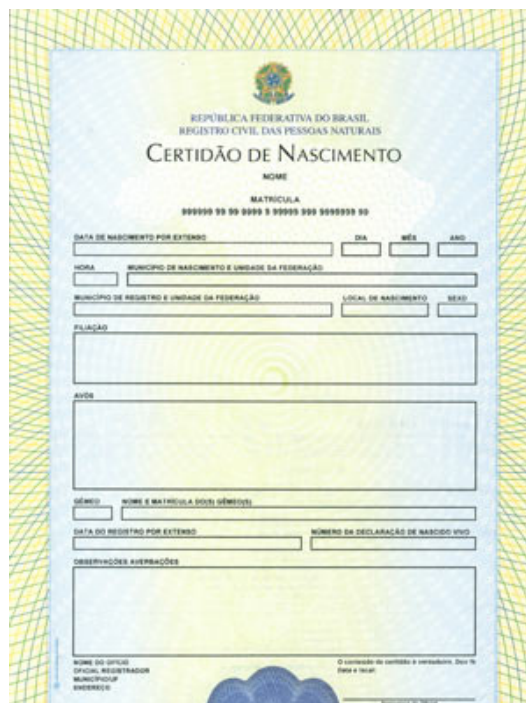 REPÚBLICA FEDERATIVA DO BRASIL
REGISTRO CIVIL DAS PESSOAS NATURAIS
CERTIDÃO DE NASCIMENTO
NOME
MATRÍCULA
999999 99 99 9999 9 99999 999 9999999 99
DATA DE NASCIMENTO POR EXTENSO DIA MÊS ANO
HORA MUNICÍPIO DE NASCIMENTO E UNIDADE DA FEDERAÇÃO
MUNICÍPIO DE REGISTRO E UNIDADE DA FEDERAÇÃO LOCAL DE NASCIMENTO SEXO
FILIAÇÃO
AVÓS
GÊMEO NOME E MATRÍCULA DO(S) GÊMEO(S)
DATA DO REGISTRO POR EXTENSO NÚMERO DA DECLARAÇÃO DE NASCIDO VIVO
OBSERVAÇÕES AVERBAÇÕES
NOME DO OFÍCIO O conteúdo da certidão é verdadeiro. Dou fé
OFICIAL REGISTRADOR Data e local:
MUNICÍPIO/UF
ENDEREÇO